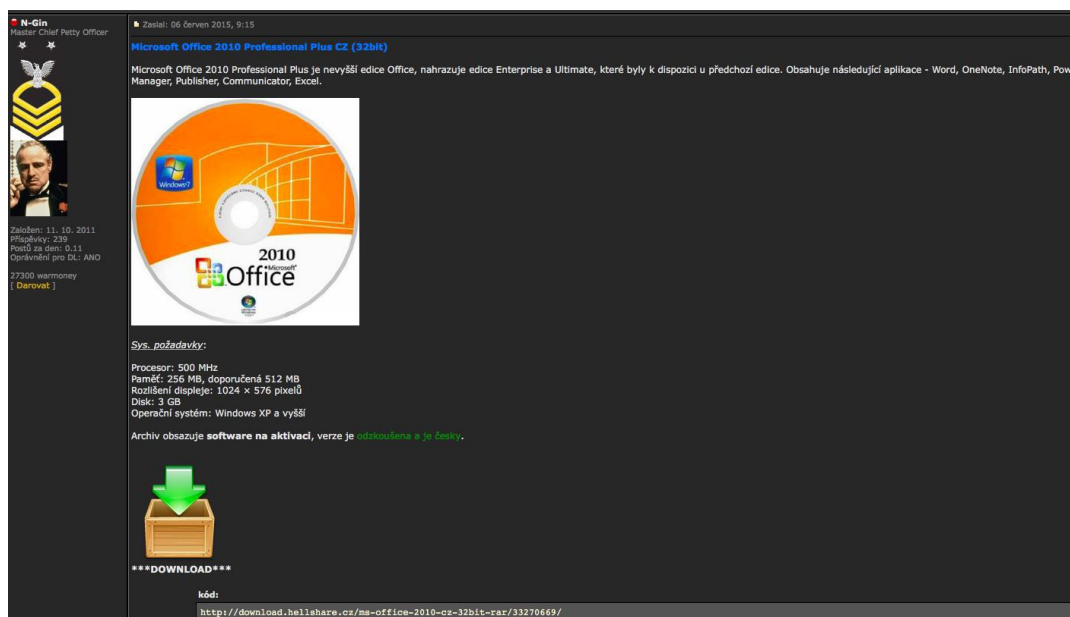 N-Gin
Master Chief Petty Officer
Založen: 11. 10. 2011
Příspěvky: 239
Postů za den: 0.11
Oprávnění pro DL: ANO
27300 warmoney
[ Darovat ]
Zaslal: 06 červen 2015, 9:15
Microsoft Office 2010 Professional Plus CZ (32bit)
Microsoft Office 2010 Professional Plus je nevyšší edice Office, nahrazuje edice Enterprise a Ultimate, které byly k dispozici u předchozí edice. Obsahuje následující aplikace - Word, OneNote, InfoPath, Pow
Manager, Publisher, Communicator, Excel.
Windows 7
2010
Microsoft
Office
Sys. požadavky:
Procesor: 500 MHz
Paměť: 256 MB, doporučená 512 MB
Rozlišení displeje: 1024 × 576 pixelů
Disk: 3 GB
Operační systém: Windows XP a vyšší
Archiv obsazuje software na aktivaci, verze je odzkoušena a je česky.
***DOWNLOAD***
kód:
http://download.hellshare.cz/ms-office-2010-cz-32bit-rar/33270669/